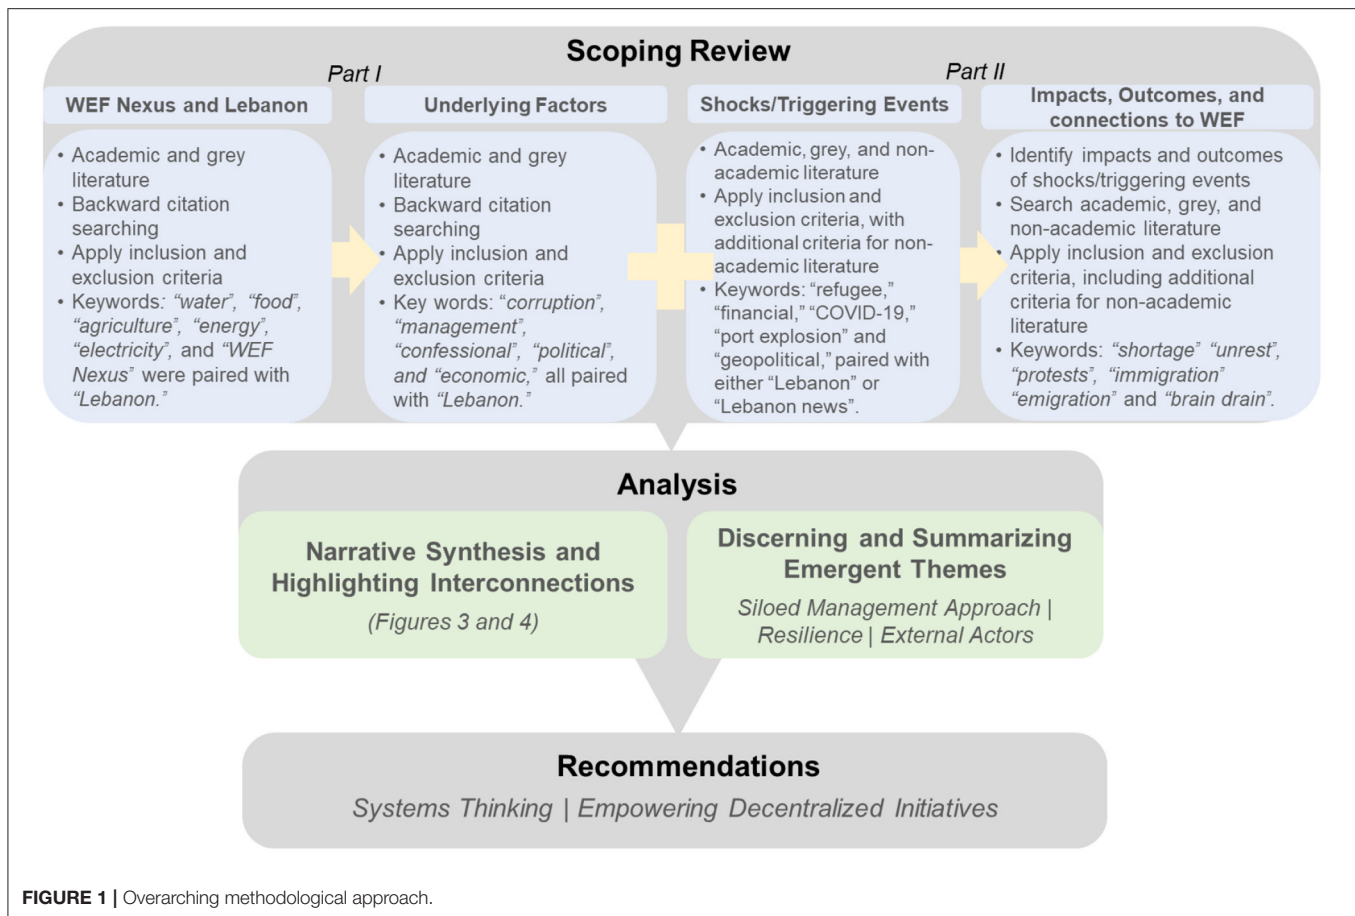 Scoping Review
Part I
Part II
WEF Nexus and Lebanon
• Academic and grey
literature
• Backward citation
searching
• Apply inclusion and
exclusion criteria
• Keywords: “water”, “food”,
“agriculture”, “energy”,
“electricity”, and “WEF
Nexus” were paired with
“Lebanon.”
Underlying Factors
• Academic and grey
literature
• Backward citation
searching
• Apply inclusion and
exclusion criteria
• Key words: “corruption”,
“management”,
“confessional”, “political”,
and “economic,” all paired
with “Lebanon.”
Shocks/Triggering Events
• Academic, grey, and non-
academic literature
• Apply inclusion and
exclusion criteria, with
additional criteria for non-
academic literature
• Keywords: “refugee,”
“financial,” “COVID-19,”
“port explosion” and
“geopolitical,” paired with
either “Lebanon” or
“Lebanon news”.
Impacts, Outcomes, and
connections to WEF
• Identify impacts and outcomes
of shocks/triggering events
• Search academic, grey, and
non-academic literature
• Apply inclusion and exclusion
criteria, including additional
criteria for non-academic
literature
• Keywords: “shortage” “unrest”,
“protests”, “immigration”
“emigration” and “brain drain”.
Analysis
Narrative Synthesis and
Highlighting Interconnections
(Figures 3 and 4)
Discerning and Summarizing
Emergent Themes
Siloed Management Approach |
Resilience | External Actors
Recommendations
Systems Thinking | Empowering Decentralized Initiatives
FIGURE 1 | Overarching methodological approach.